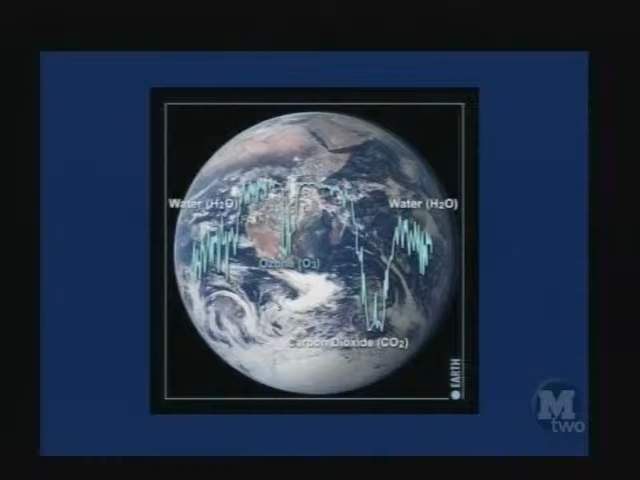 Water (H₂O)
Water (H₂O)
Ozone (O₃)
Carbon Dioxide (CO₂)
EARTH
M
two